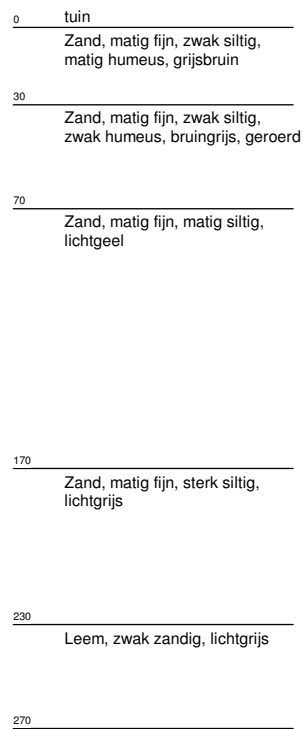 0 tuin
Zand, matig fijn, zwak siltig,
matig humeus, grijsbruin
30
Zand, matig fijn, zwak siltig,
zwak humeus, bruingrijs, geroerd
70
Zand, matig fijn, matig siltig,
lichtgeel
170
Zand, matig fijn, sterk siltig,
lichtgrijs
230
Leem, zwak zandig, lichtgrijs
270